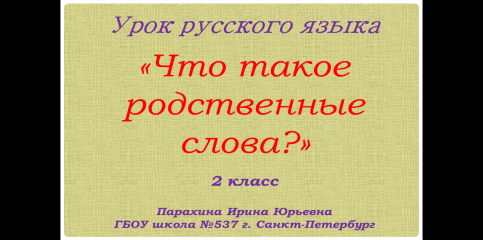 Урок русского языка
«Что такое
родственные
слова?»
2 класс
Парахина Ирина Юрьевна
ГБОУ школа №537 г. Санкт-Петербург